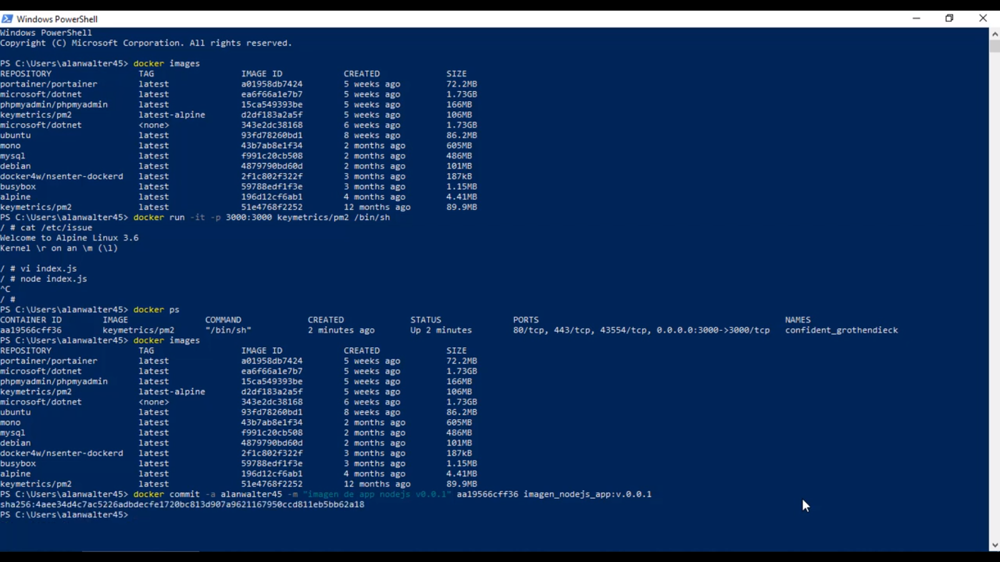 Windows PowerShell
Windows PowerShell
Copyright (C) Microsoft Corporation. All rights reserved.
PS C:\Users\alanwalter45> docker images
REPOSITORY TAG IMAGE ID CREATED SIZE
portainer/portainer latest a01958db7424 5 weeks ago 72.2MB
microsoft/dotnet latest ea6f66a1e7b7 5 weeks ago 1.73GB
phpmyadmin/phpmyadmin latest 15ca549393be 5 weeks ago 166MB
keymetrics/pm2 latest-alpine d2df183a2a5f 5 weeks ago 106MB
microsoft/dotnet <none> 343e2dc38168 6 weeks ago 1.73GB
ubuntu latest 93fd78260bd1 8 weeks ago 86.2MB
mono latest 43b7ab8e1f34 2 months ago 605MB
mysql latest f991c20cb508 2 months ago 486MB
debian latest 4879790bd60d 2 months ago 101MB
docker4w/nsenter-dockerd latest 2f1c802f322f 3 months ago 187kB
busybox latest 59788edf1f3e 3 months ago 1.15MB
alpine latest 196d12cf6ab1 4 months ago 4.41MB
keymetrics/pm2 latest 51e4768f2252 12 months ago 89.9MB
PS C:\Users\alanwalter45> docker run -it -p 3000:3000 keymetrics/pm2 /bin/sh
/ # cat /etc/issue
Welcome to Alpine Linux 3.6
Kernel \r on an \m (\l)
/ # vi index.js
/ # node index.js
^C
/ #
PS C:\Users\alanwalter45> docker ps
CONTAINER ID IMAGE COMMAND CREATED STATUS PORTS NAMES
aa19566cff36 keymetrics/pm2 "/bin/sh" 2 minutes ago Up 2 minutes 80/tcp, 443/tcp, 43554/tcp, 0.0.0.0:3000->3000/tcp confident_grothendieck
PS C:\Users\alanwalter45> docker images
REPOSITORY TAG IMAGE ID CREATED SIZE
portainer/portainer latest a01958db7424 5 weeks ago 72.2MB
microsoft/dotnet latest ea6f66a1e7b7 5 weeks ago 1.73GB
phpmyadmin/phpmyadmin latest 15ca549393be 5 weeks ago 166MB
keymetrics/pm2 latest-alpine d2df183a2a5f 5 weeks ago 106MB
microsoft/dotnet <none> 343e2dc38168 6 weeks ago 1.73GB
ubuntu latest 93fd78260bd1 8 weeks ago 86.2MB
mono latest 43b7ab8e1f34 2 months ago 605MB
mysql latest f991c20cb508 2 months ago 486MB
debian latest 4879790bd60d 2 months ago 101MB
docker4w/nsenter-dockerd latest 2f1c802f322f 3 months ago 187kB
busybox latest 59788edf1f3e 3 months ago 1.15MB
alpine latest 196d12cf6ab1 4 months ago 4.41MB
keymetrics/pm2 latest 51e4768f2252 12 months ago 89.9MB
PS C:\Users\alanwalter45> docker commit -a alanwalter45 -m "imagen de app nodejs v0.0.1" aa19566cff36 imagen_nodejs_app:v.0.0.1
sha256:4aee34d4c7ac5226adbdecfe1720bc813d907a9621167950ccd811eb5bb62a18
PS C:\Users\alanwalter45>